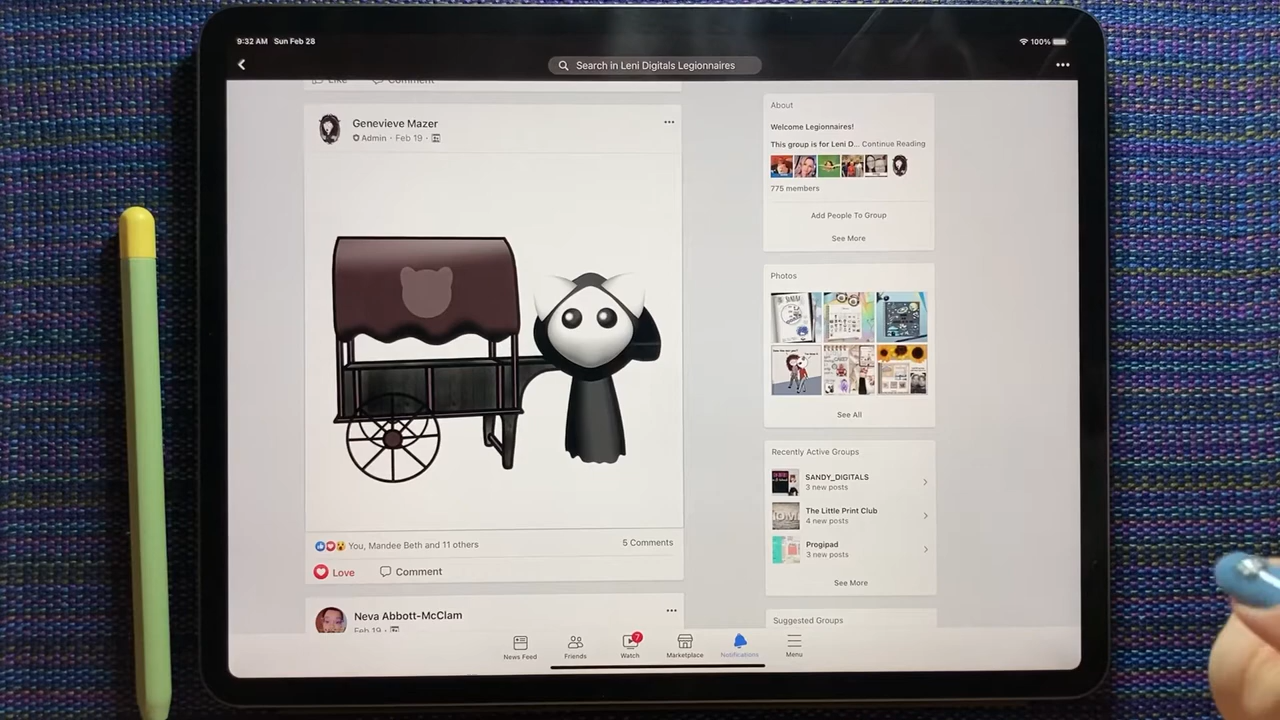 9:32 AM Sun Feb 28
100%
Search in Leni Digitals Legionnaires
Like Comment
Genevieve Mazer
Admin · Feb 19 ·
You, Mandee Beth and 11 others
5 Comments
Love Comment
Neva Abbott-McClam
Feb 19 ·
About
Welcome Legionnaires!
This group is for Leni D... Continue Reading
775 members
Add People To Group
See More
Photos
See All
Recently Active Groups
SANDY_DIGITALS
3 new posts
The Little Print Club
4 new posts
Progipad
3 new posts
See More
Suggested Groups
7
News Feed Friends Watch Marketplace Notifications Menu